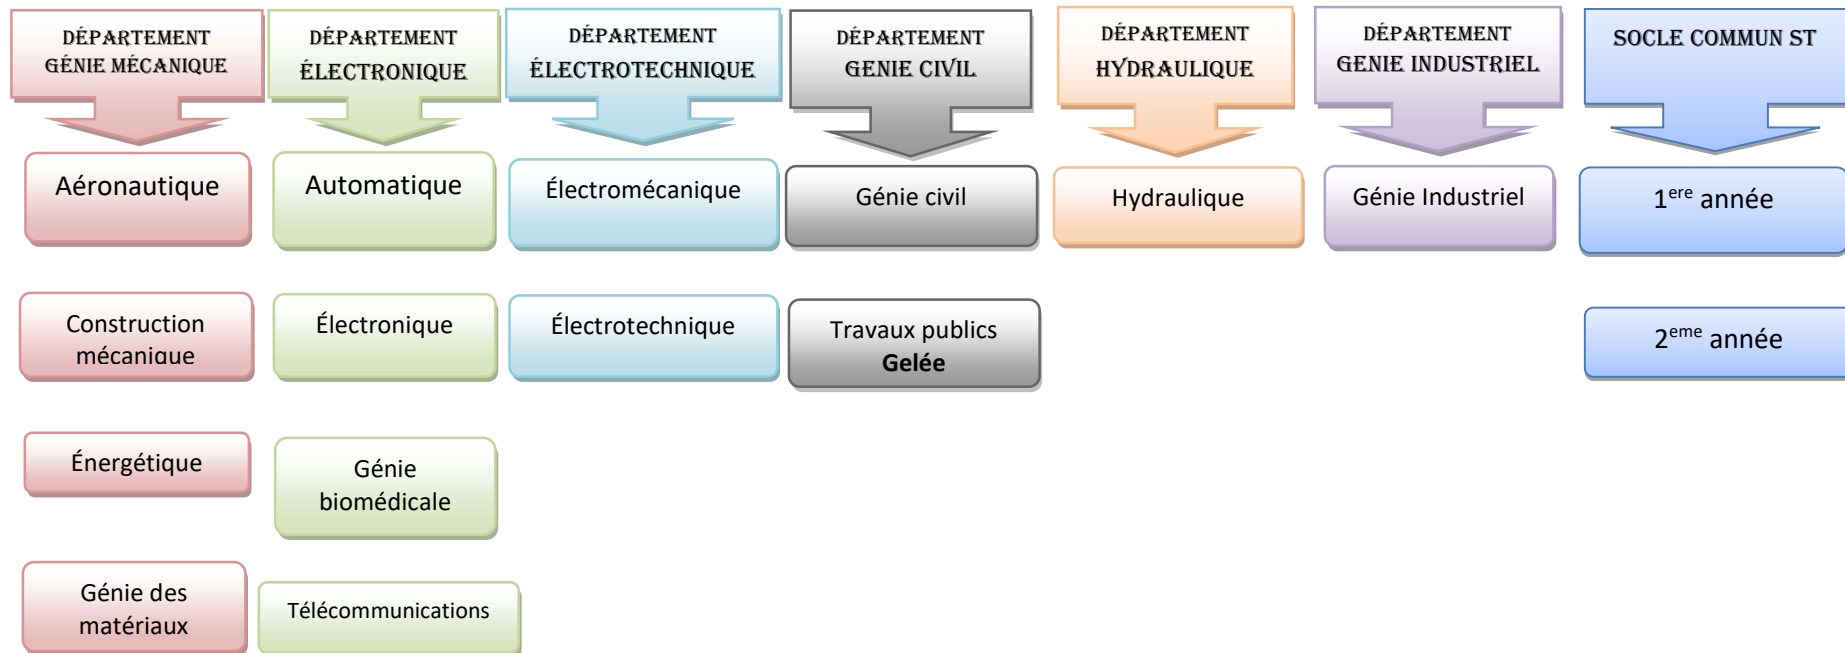 DÉPARTEMENT
GÉNIE MÉCANIQUE
DÉPARTEMENT
ÉLECTRONIQUE
DÉPARTEMENT
ÉLECTROTECHNIQUE
DÉPARTEMENT
GENIE CIVIL
DÉPARTEMENT
HYDRAULIQUE
DÉPARTEMENT
GENIE INDUSTRIEL
SOCLE COMMUN ST
Aéronautique
Automatique
Électromécanique
Génie civil
Hydraulique
Génie Industriel
1ere année
Construction
mécanique
Électronique
Électrotechnique
Travaux publics
Gelée
2eme année
Énergétique
Génie
biomédicale
Génie des
matériaux
Télécommunications